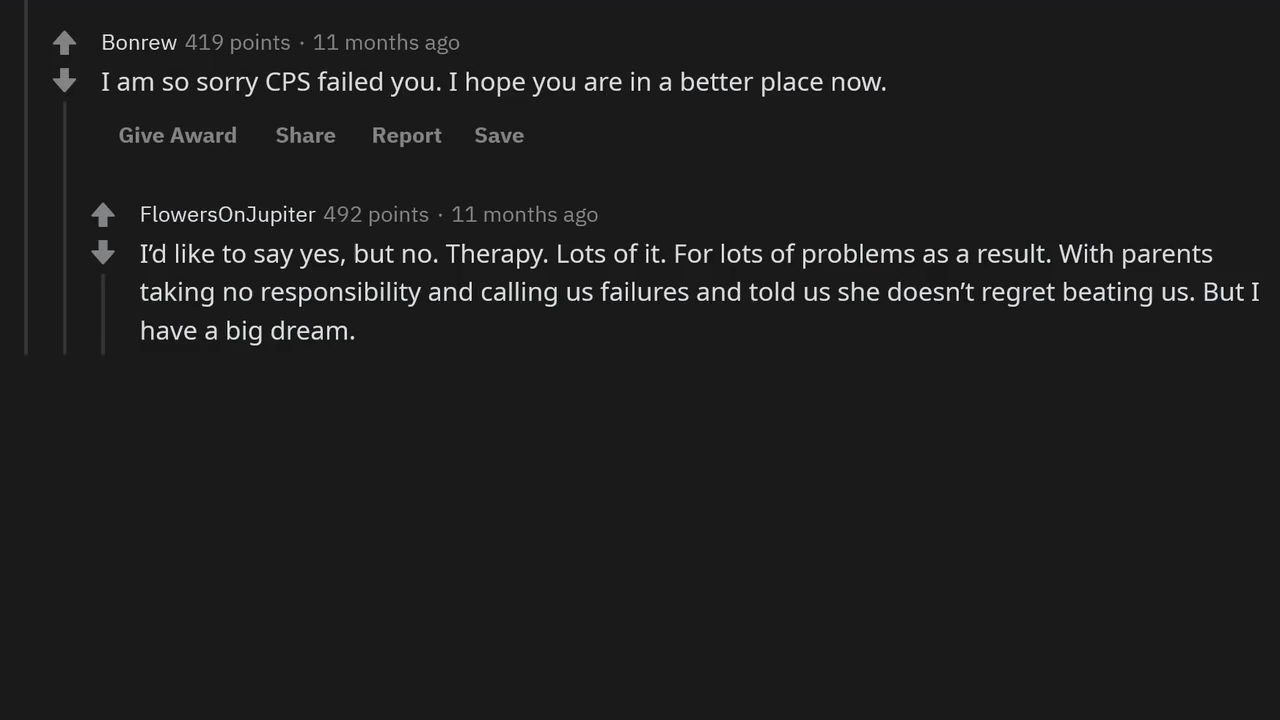 Bonrew 419 points · 11 months ago
I am so sorry CPS failed you. I hope you are in a better place now.
Give Award Share Report Save
FlowersOnJupiter 492 points · 11 months ago
I’d like to say yes, but no. Therapy. Lots of it. For lots of problems as a result. With parents
taking no responsibility and calling us failures and told us she doesn’t regret beating us. But I
have a big dream.